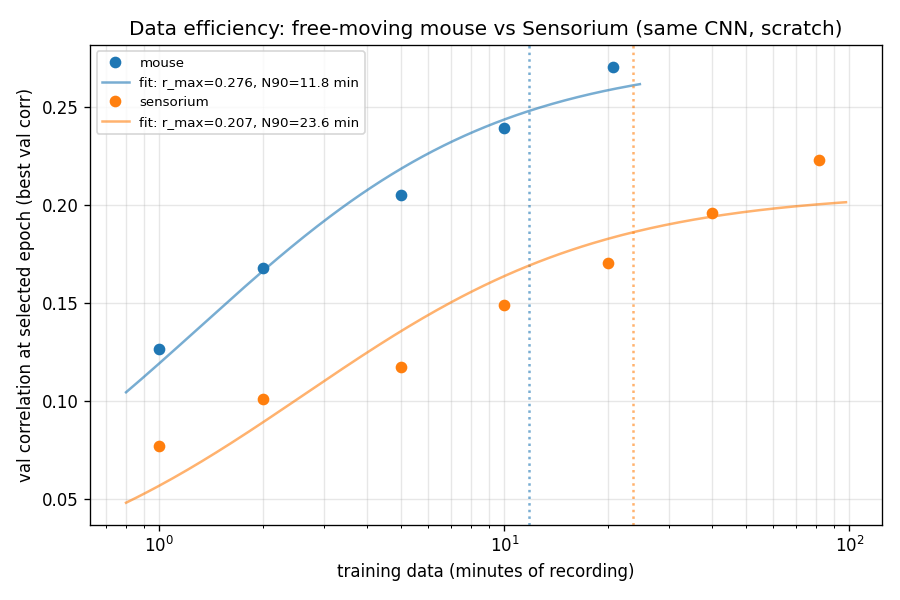 Data efficiency: free-moving mouse vs Sensorium (same CNN, scratch)
mouse
fit: r_max=0.276, N90=11.8 min
sensorium
fit: r_max=0.207, N90=23.6 min
val correlation at selected epoch (best val corr)
0.25
0.20
0.15
0.10
0.05
10⁰ 10¹ 10²
training data (minutes of recording)